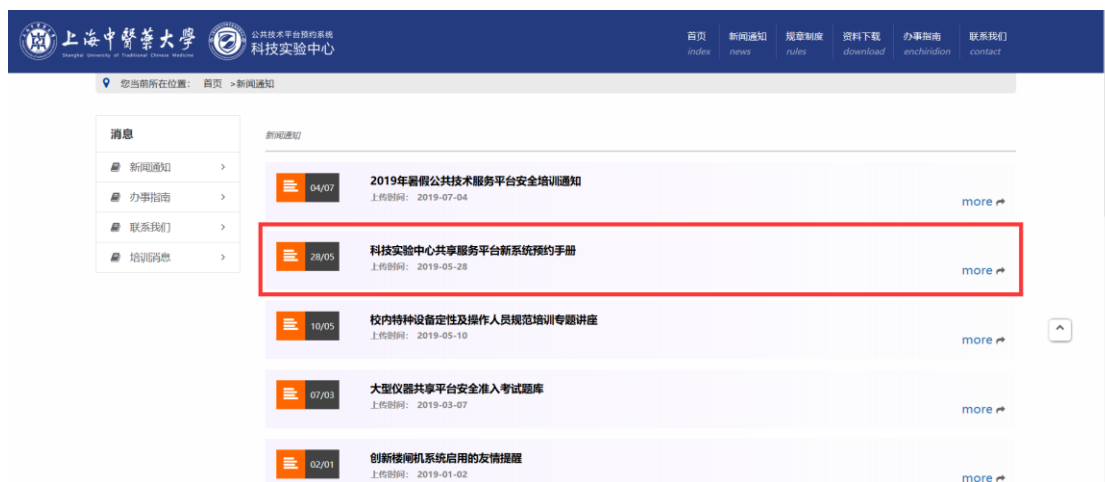 上海中醫藥大學
Shanghai University of Traditional Chinese Medicine
公共技术平台预约系统
科技实验中心
首页 新闻通知 规章制度 资料下载 办事指南 联系我们
index news rules download enchiridion contact
您当前所在位置: 首页 >新闻通知
消息
新闻通知 >
办事指南 >
联系我们 >
培训消息 >
新闻通知
04/07
2019年暑假公共技术服务平台安全培训通知
上传时间: 2019-07-04
more
28/05
科技实验中心共享服务平台新系统预约手册
上传时间: 2019-05-28
more
10/05
校内特种设备定性及操作人员规范培训专题讲座
上传时间: 2019-05-10
more
07/03
大型仪器共享平台安全准入考试题库
上传时间: 2019-03-07
more
02/01
创新楼闸机系统启用的友情提醒
上传时间: 2019-01-02
more